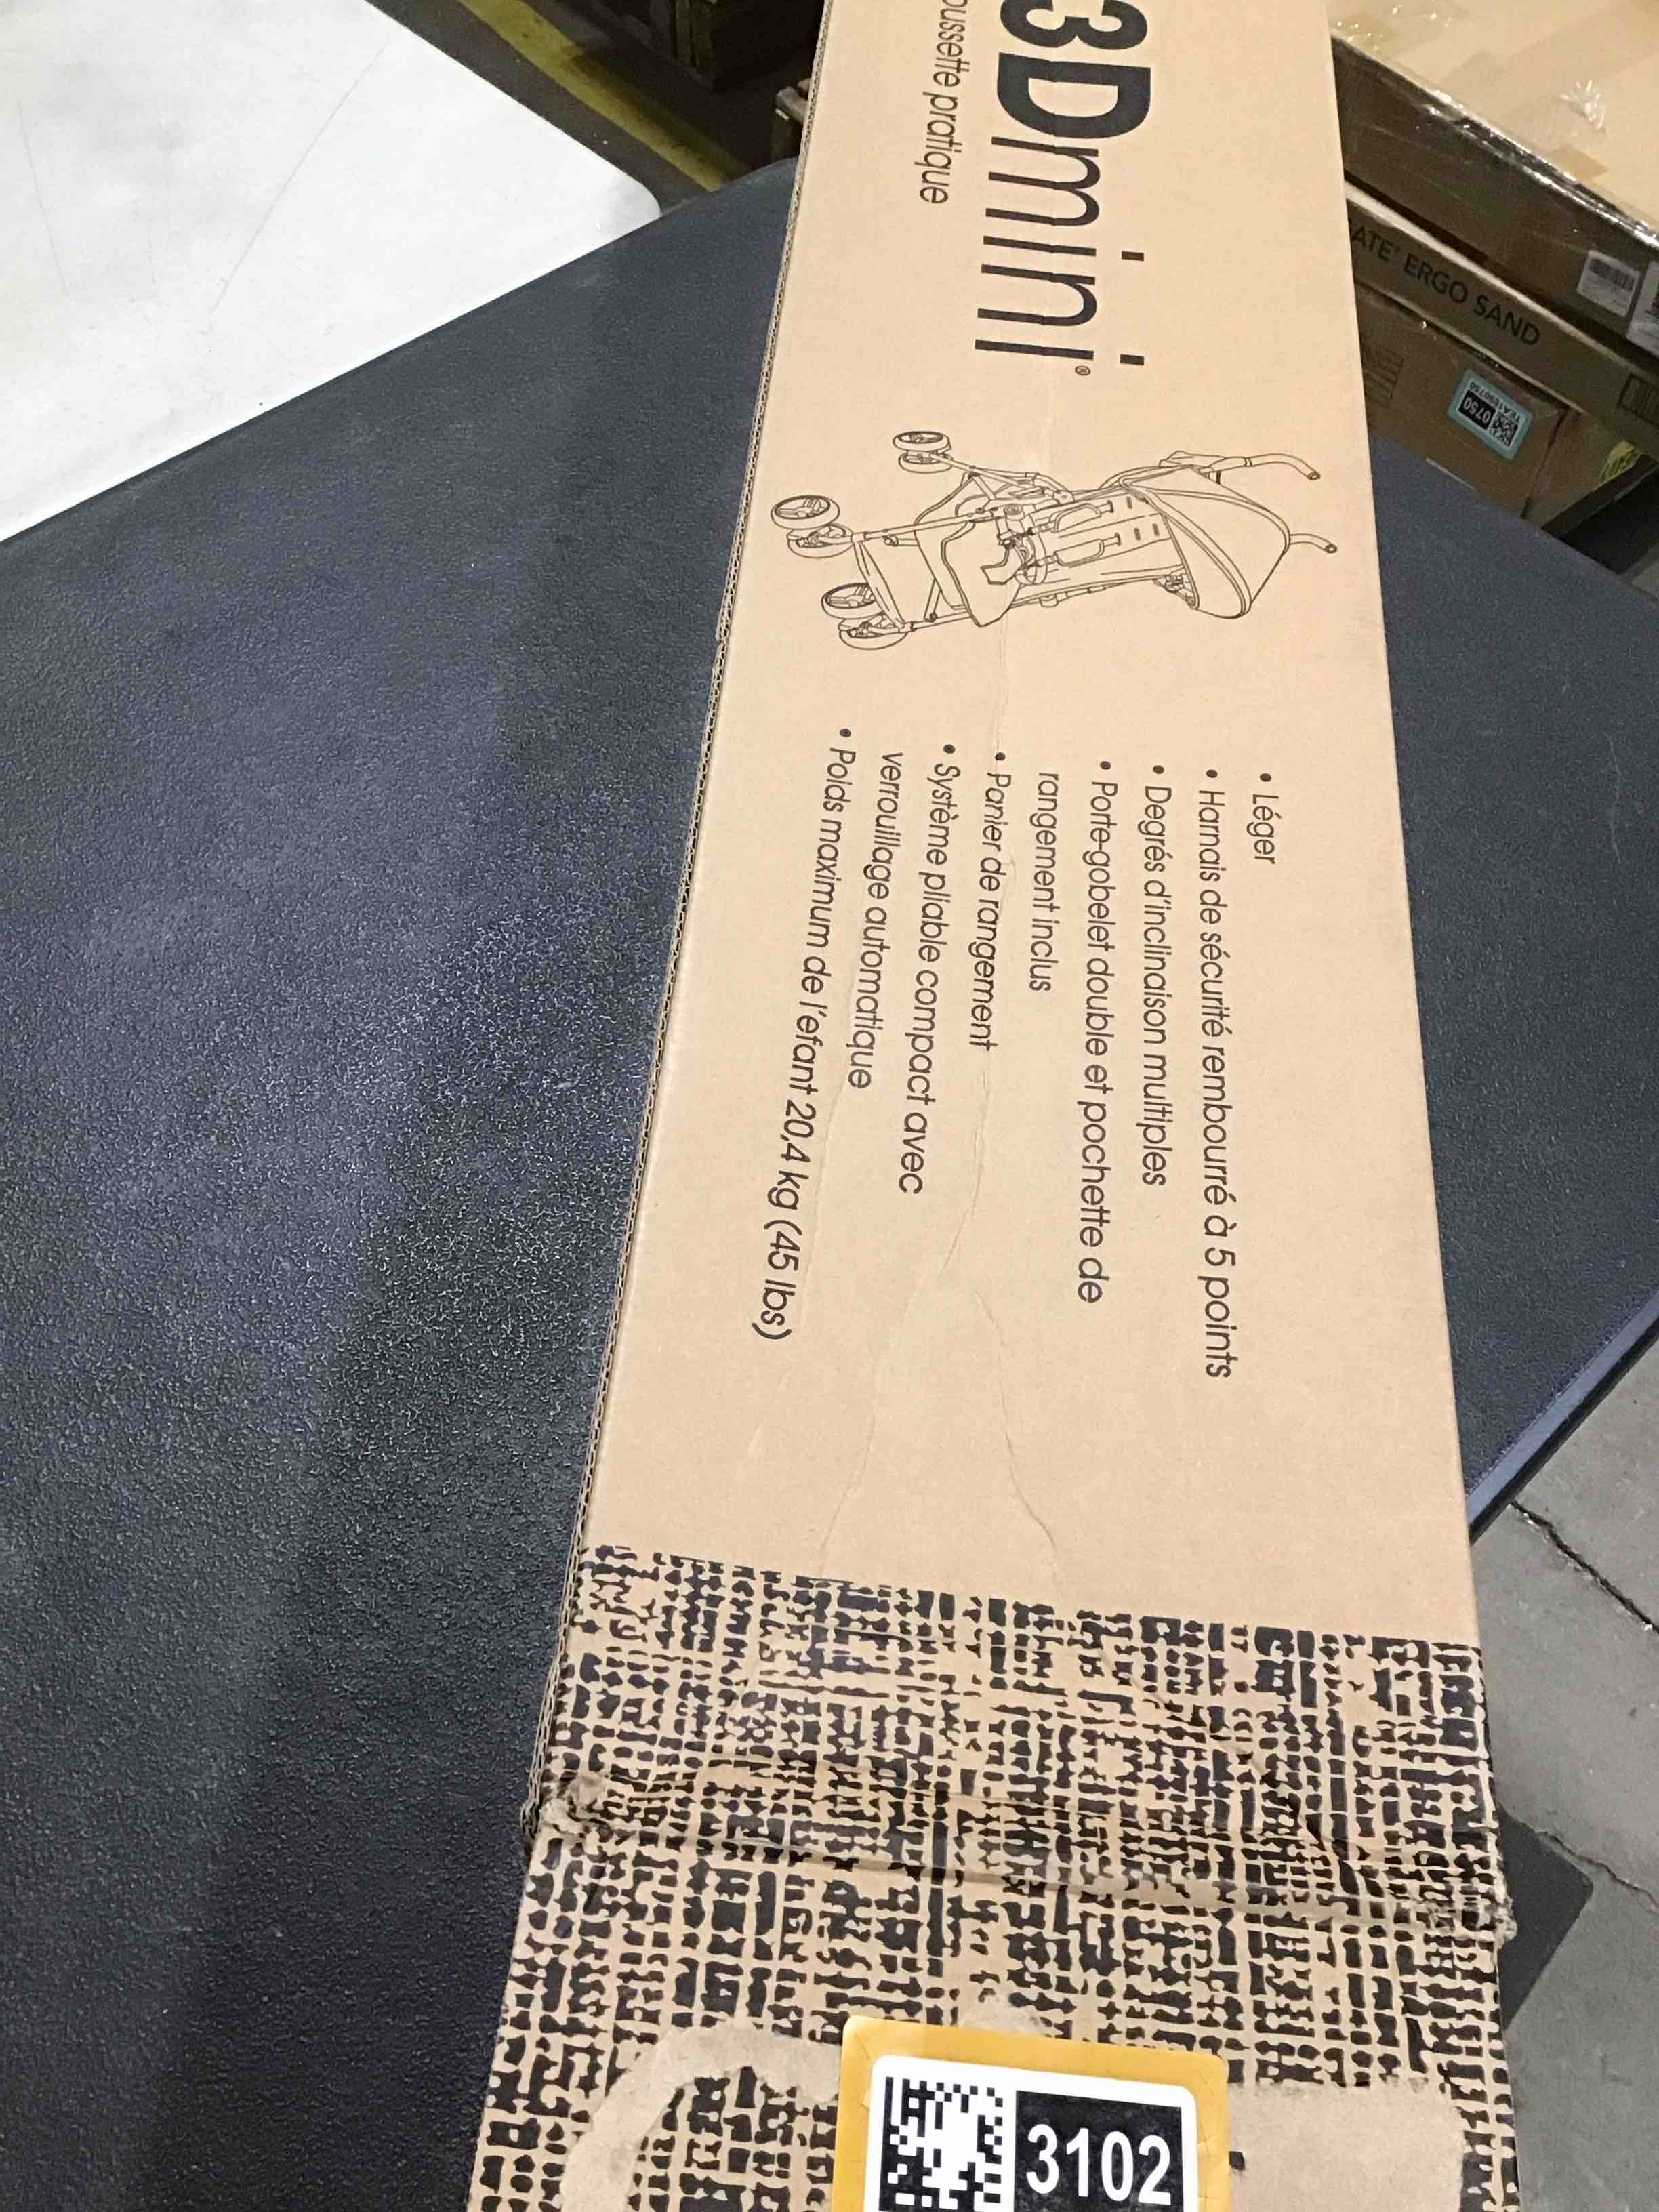 3Dmini®
pratique
• Léger
• Harnais de sécurité rembourré à 5 points
• Degrés d'inclinaison multiples
• Porte-gobelet double et pochette de
rangement inclus
• Panier de rangement
• Système pliable compact avec
verrouillage automatique
• Poids maximum de l'efant 20,4 kg (45 lbs)
3102
ERGO SAND
0750